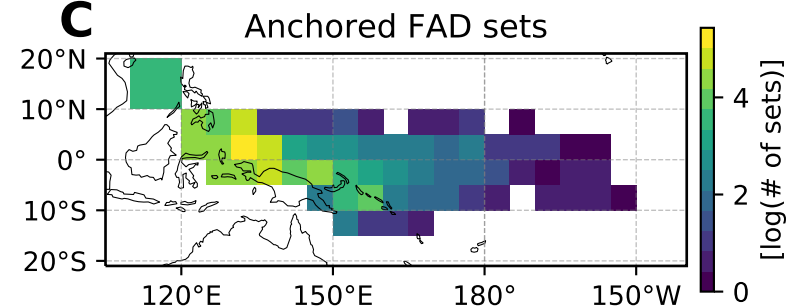 C
Anchored FAD sets
20°N
10°N
0°
10°S
20°S
120°E
150°E
180°
150°W
4
2
0
[log(# of sets)]